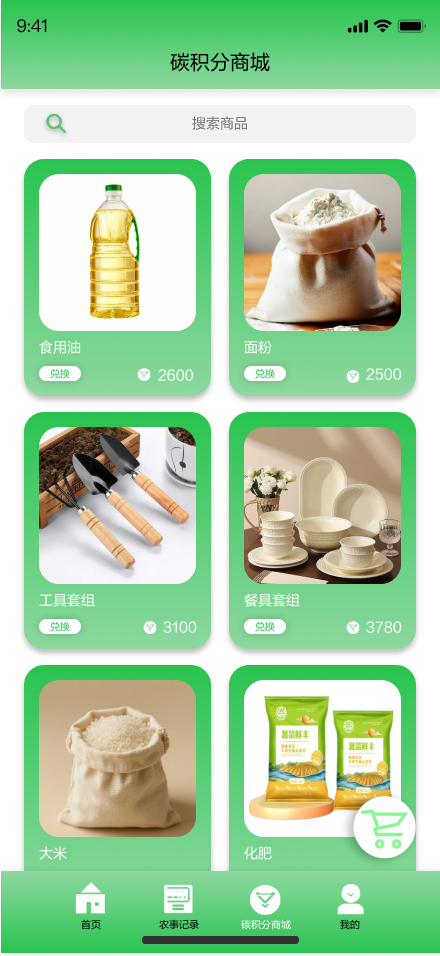 9:41
碳积分商城
搜索商品
食用油
兑换
2600
面粉
兑换
2500
工具套组
兑换
3100
餐具套组
兑换
3780
大米
化肥
首页
农事记录
碳积分商城
我的